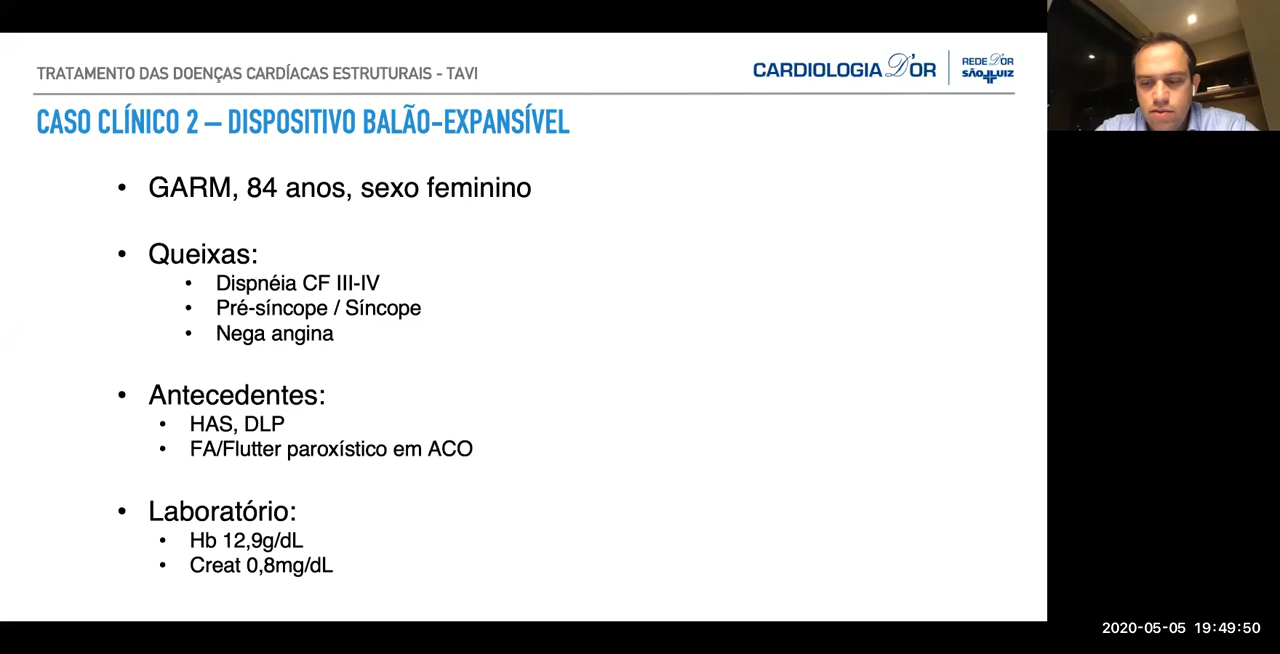 TRATAMENTO DAS DOENÇAS CARDÍACAS ESTRUTURAIS - TAVI
CARDIOLOGIA D'OR
REDE D'OR
SÃO LUIZ
CASO CLÍNICO 2 – DISPOSITIVO BALÃO-EXPANSÍVEL
• GARM, 84 anos, sexo feminino
• Queixas:
• Dispnéia CF III-IV
• Pré-síncope / Síncope
• Nega angina
• Antecedentes:
• HAS, DLP
• FA/Flutter paroxístico em ACO
• Laboratório:
• Hb 12,9g/dL
• Creat 0,8mg/dL
2020-05-05 19:49:50